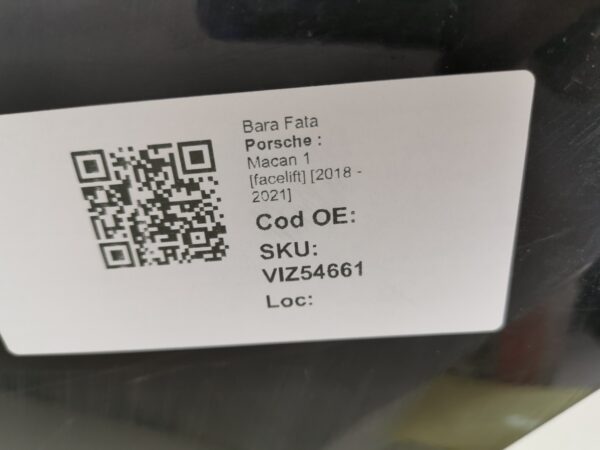 Bara Fata
Porsche :
Macan 1
[facelift] [2018 -
2021]
Cod OE:
SKU:
VIZ54661
Loc: